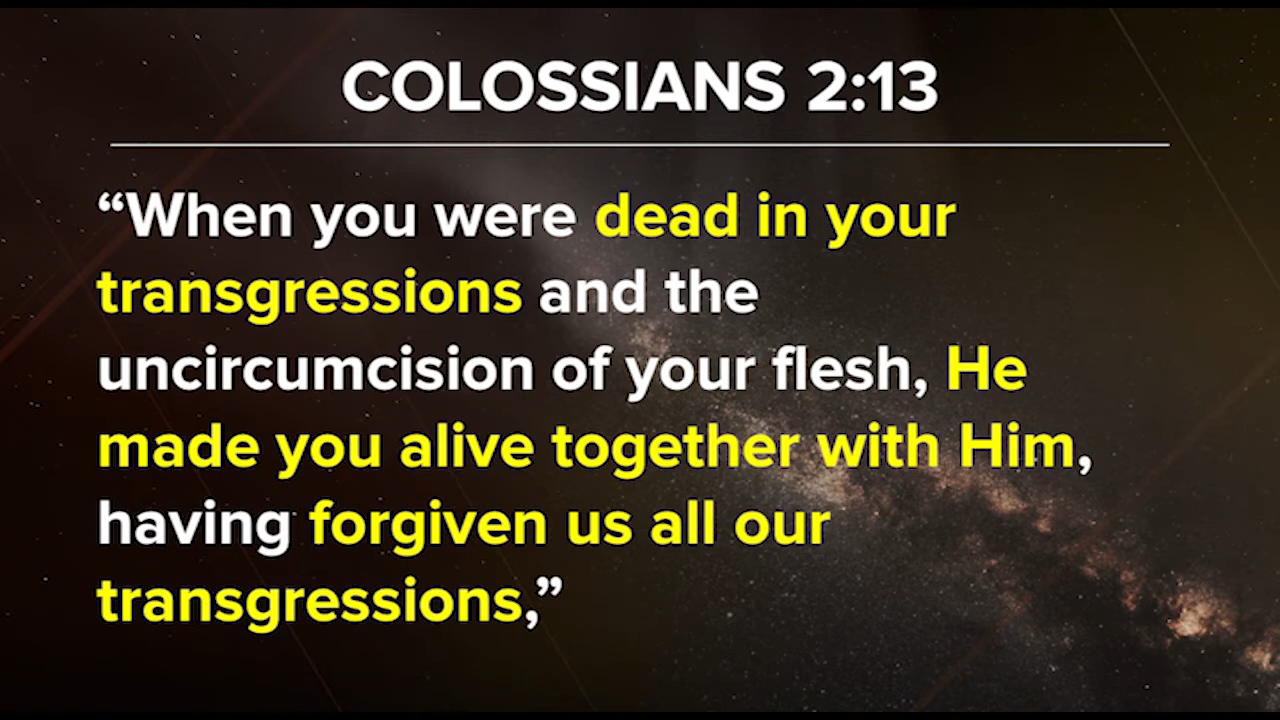 COLOSSIANS 2:13
“When you were dead in your
transgressions and the
uncircumcision of your flesh, He
made you alive together with Him,
having forgiven us all our
transgressions,”